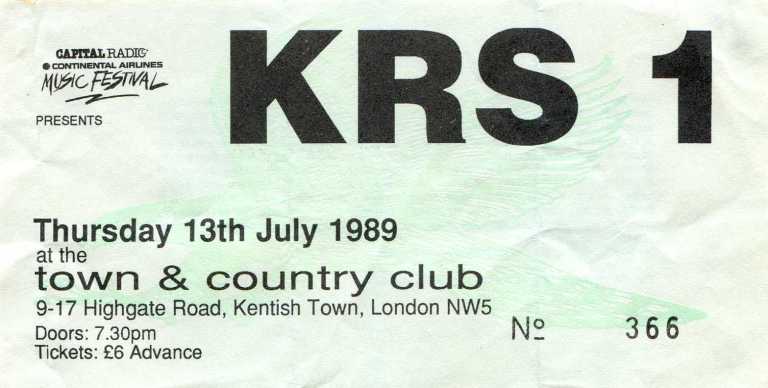 CAPITAL RADIO
CONTINENTAL AIRLINES
MUSIC FESTIVAL
PRESENTS
KRS 1
Thursday 13th July 1989
at the
town & country club
9-17 Highgate Road, Kentish Town, London NW5
Doors: 7.30pm
Tickets: £6 Advance
Nº 366